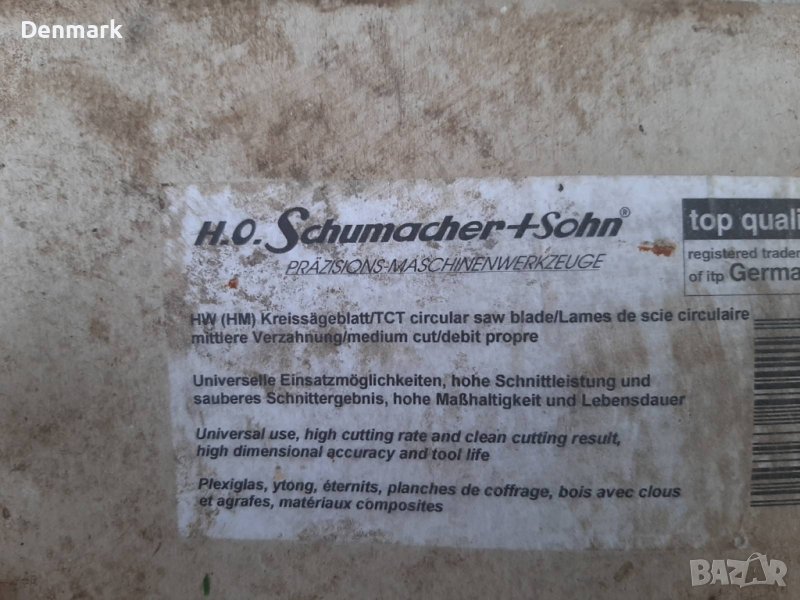 Denmark
H.O. Schumacher+Sohn®
PRÄZISIONS-MASCHINENWERKZEUGE
top quali
registered trader
of itp Germa
HW (HM) Kreissägeblatt/TCT circular saw blade/Lames de scie circulaire
mittlere Verzahnung/medium cut/debit propre
Universelle Einsatzmöglichkeiten, hohe Schnittleistung und
sauberes Schnittergebnis, hohe Maßhaltigkeit und Lebensdauer
Universal use, high cutting rate and clean cutting result,
high dimensional accuracy and tool life
Plexiglas, ytong, éternits, planches de coffrage, bois avec clous
et agrafes, matériaux composites
BAZAR